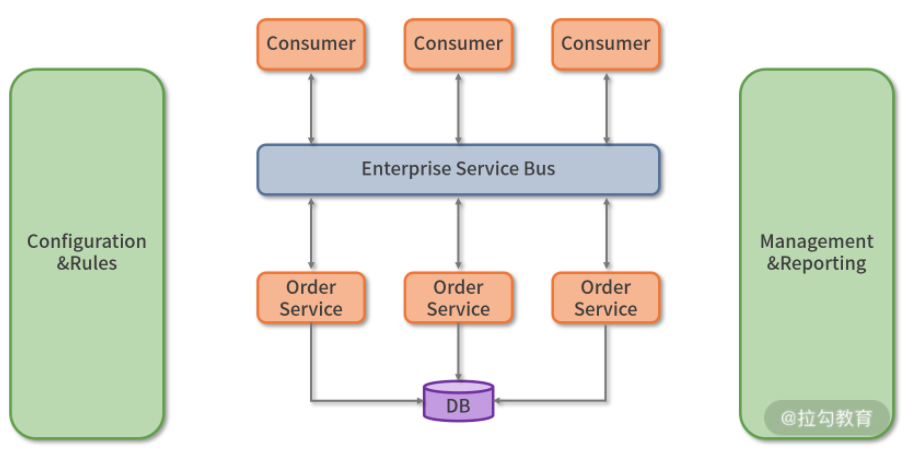 Consumer
Consumer
Consumer
Enterprise Service Bus
Configuration
&Rules
Management
&Reporting
Order
Service
Order
Service
Order
Service
DB
@拉勾教育